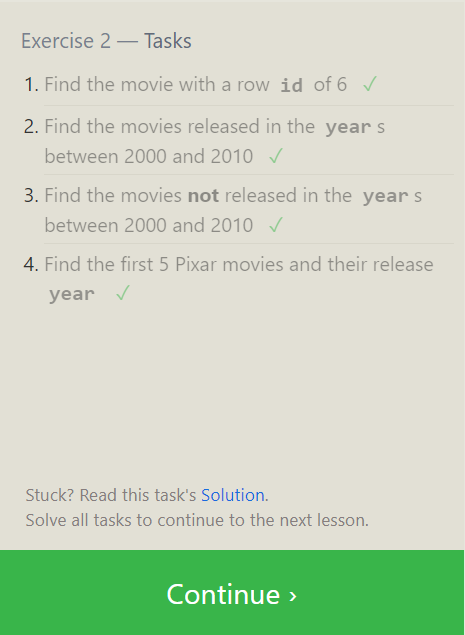 Exercise 2 — Tasks
1. Find the movie with a row id of 6 ✓
2. Find the movies released in the year s
between 2000 and 2010 ✓
3. Find the movies not released in the year s
between 2000 and 2010 ✓
4. Find the first 5 Pixar movies and their release
year ✓
Stuck? Read this task's Solution.
Solve all tasks to continue to the next lesson.
Continue ›